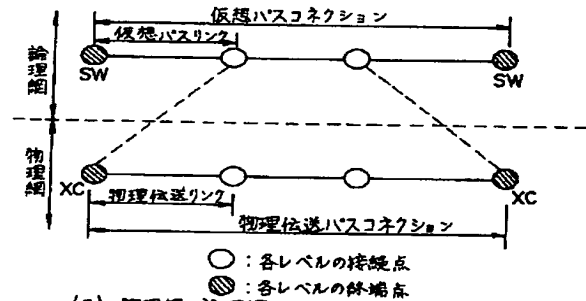 仮想パスコネクション
仮想パスリンク
論理網
SW
SW
物理網
XC
XC
物理伝送リンク
物理伝送パスコネクション
○：各レベルの接続点
：各レベルの終端点